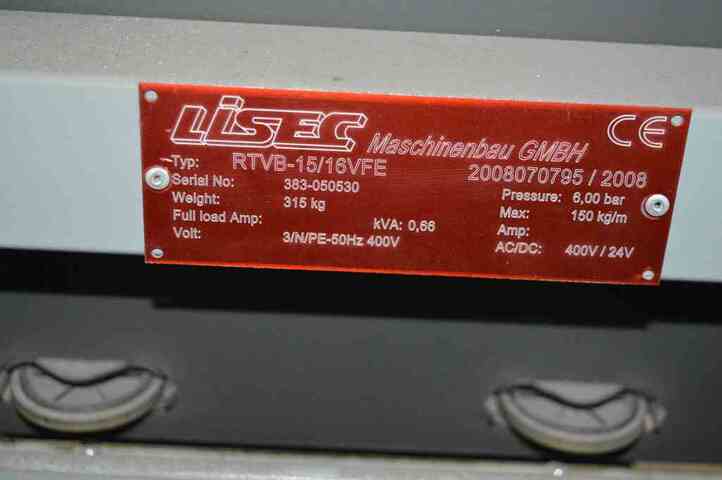 LiSEC Maschinenbau GMBH CE
Typ: RTVB-15/16VFE 2008070795 / 2008
Serial No: 383-050530 Pressure: 6,00 bar
Weight: 315 kg Max: 150 kg/m
Full load Amp: kVA: 0,66 Amp:
Volt: 3/N/PE-50Hz 400V AC/DC: 400V / 24V